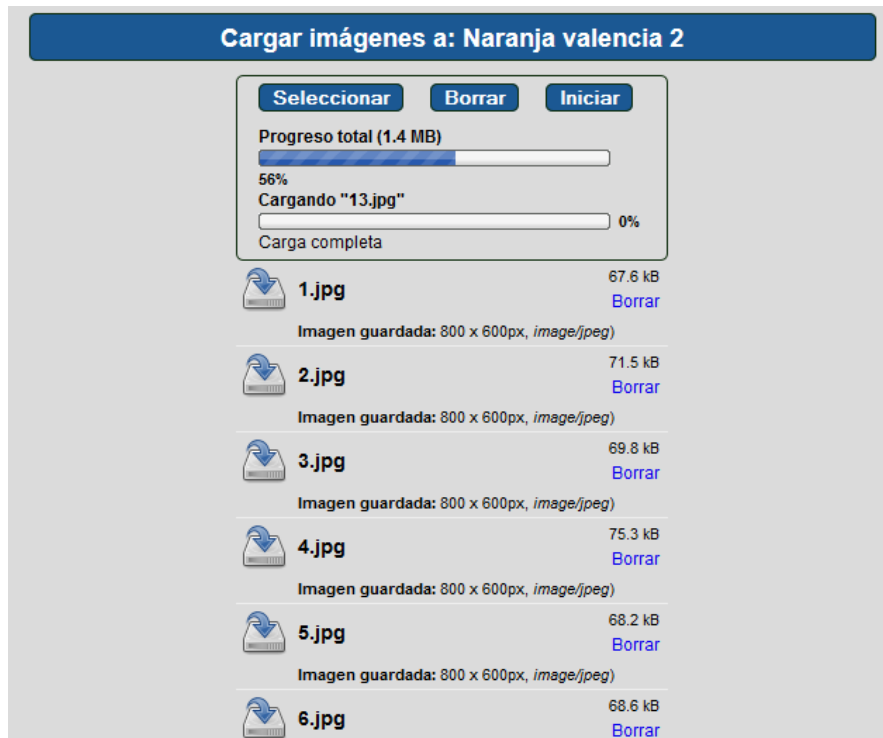 Cargar imágenes a: Naranja valencia 2
Seleccionar Borrar Iniciar
Progreso total (1.4 MB)
56%
Cargando "13.jpg"
0%
Carga completa
1.jpg 67.6 kB
Borrar
Imagen guardada: 800 x 600px, image/jpeg)
2.jpg 71.5 kB
Borrar
Imagen guardada: 800 x 600px, image/jpeg)
3.jpg 69.8 kB
Borrar
Imagen guardada: 800 x 600px, image/jpeg)
4.jpg 75.3 kB
Borrar
Imagen guardada: 800 x 600px, image/jpeg)
5.jpg 68.2 kB
Borrar
Imagen guardada: 800 x 600px, image/jpeg)
6.jpg 68.6 kB
Borrar